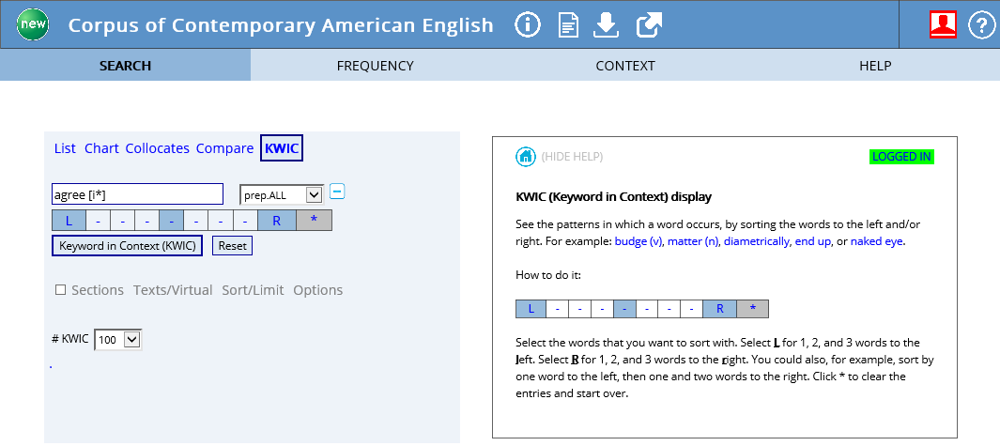 new Corpus of Contemporary American English
SEARCH FREQUENCY CONTEXT HELP
List Chart Collocates Compare KWIC
agree [i*] prep.ALL
L - - - - - - - R *
Keyword in Context (KWIC) Reset
Sections Texts/Virtual Sort/Limit Options
# KWIC 100
.
(HIDE HELP) LOGGED IN
KWIC (Keyword in Context) display
See the patterns in which a word occurs, by sorting the words to the left and/or
right. For example: budge (v), matter (n), diametrically, end up, or naked eye.
How to do it:
L - - - - - - - R *
Select the words that you want to sort with. Select L for 1, 2, and 3 words to the
left. Select R for 1, 2, and 3 words to the right. You could also, for example, sort by
one word to the left, then one and two words to the right. Click * to clear the
entries and start over.